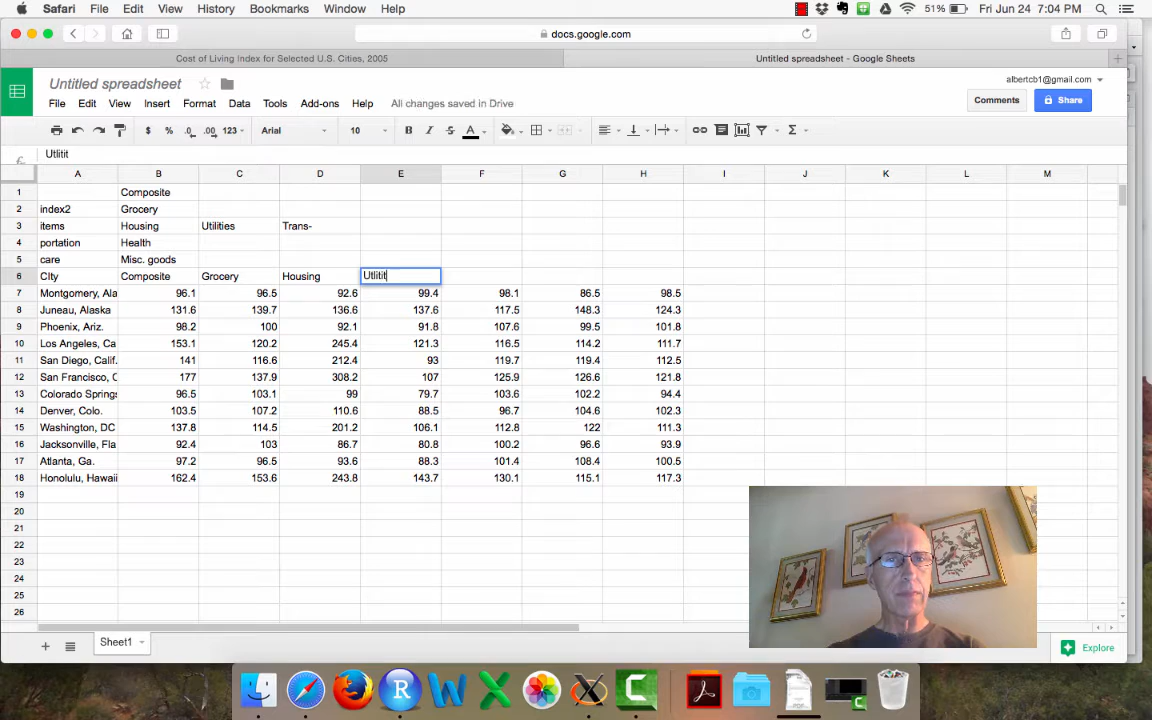 Safari File Edit View History Bookmarks Window Help 51% Fri Jun 24 7:04 PM
docs.google.com
Cost of Living Index for Selected U.S. Cities, 2005 Untitled spreadsheet - Google Sheets
Untitled spreadsheet albertcb1@gmail.com
File Edit View Insert Format Data Tools Add-ons Help All changes saved in Drive Comments Share
$ % .0 .00 123 Arial 10 B I S A Σ
fx Utlitit
A B C D E F G H I J K L M
1 Composite
2 index2 Grocery
3 items Housing Utilities Trans-
4 portation Health
5 care Misc. goods
6 CIty Composite Grocery Housing Utlitit
7 Montgomery, Ala 96.1 96.5 92.6 99.4 98.1 86.5 98.5
8 Juneau, Alaska 131.6 139.7 136.6 137.6 117.5 148.3 124.3
9 Phoenix, Ariz. 98.2 100 92.1 91.8 107.6 99.5 101.8
10 Los Angeles, Ca 153.1 120.2 245.4 121.3 116.5 114.2 111.7
11 San Diego, Calif. 141 116.6 212.4 93 119.7 119.4 112.5
12 San Francisco, C 177 137.9 308.2 107 125.9 126.6 121.8
13 Colorado Springs 96.5 103.1 99 79.7 103.6 102.2 94.4
14 Denver, Colo. 103.5 107.2 110.6 88.5 96.7 104.6 102.3
15 Washington, DC 137.8 114.5 201.2 106.1 112.8 122 111.3
16 Jacksonville, Fla 92.4 103 86.7 80.8 100.2 96.6 93.9
17 Atlanta, Ga. 97.2 96.5 93.6 88.3 101.4 108.4 100.5
18 Honolulu, Hawaii 162.4 153.6 243.8 143.7 130.1 115.1 117.3
19
20
21
22
23
24
25
26
Sheet1 Explore